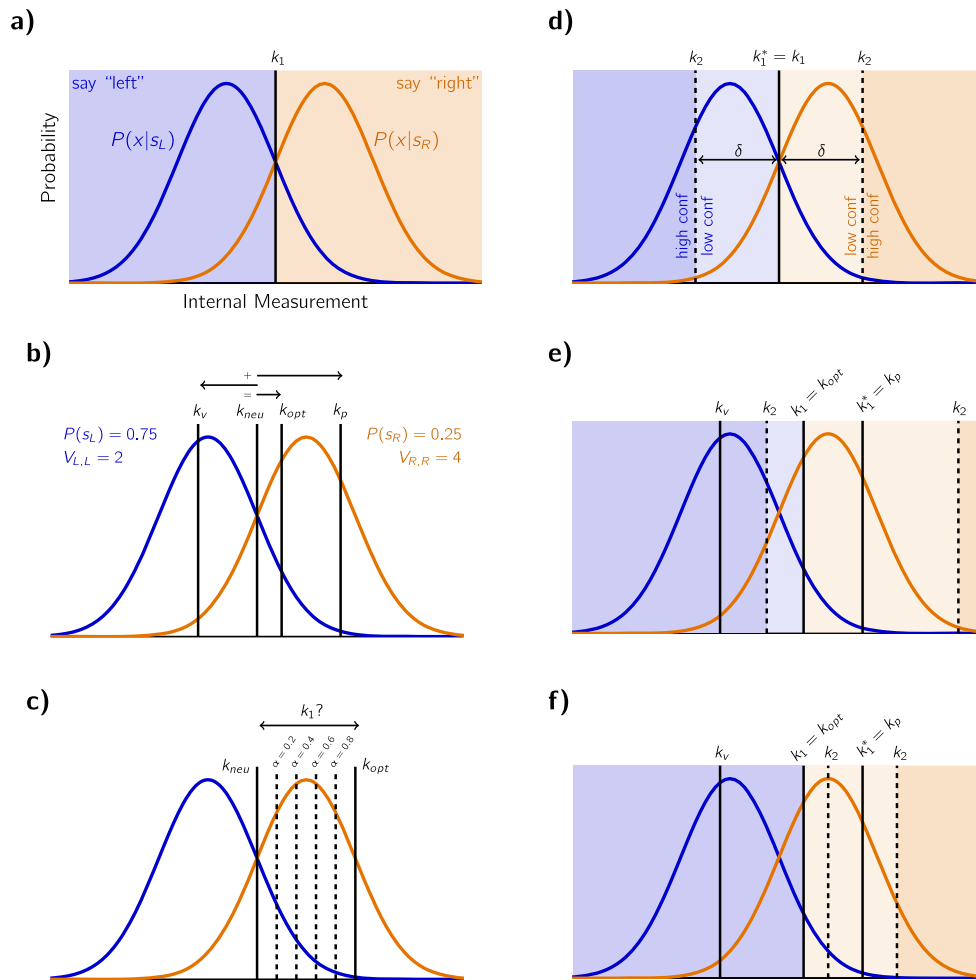 a)
k1
say “left”
say “right”
P(x|sL)
P(x|sR)
Probability
Internal Measurement
b)
+
=
kv
kneu
kopt
kp
P(sL) = 0.75
VL,L = 2
P(sR) = 0.25
VR,R = 4
c)
k1?
α = 0.2
α = 0.4
α = 0.6
α = 0.8
kneu
kopt
d)
k2
k1* = k1
k2
δ
δ
high conf
low conf
low conf
high conf
e)
kv
k2
k1 = kopt
k1* = kp
k2
f)
kv
k1 = kopt
k2
k1* = kp
k2